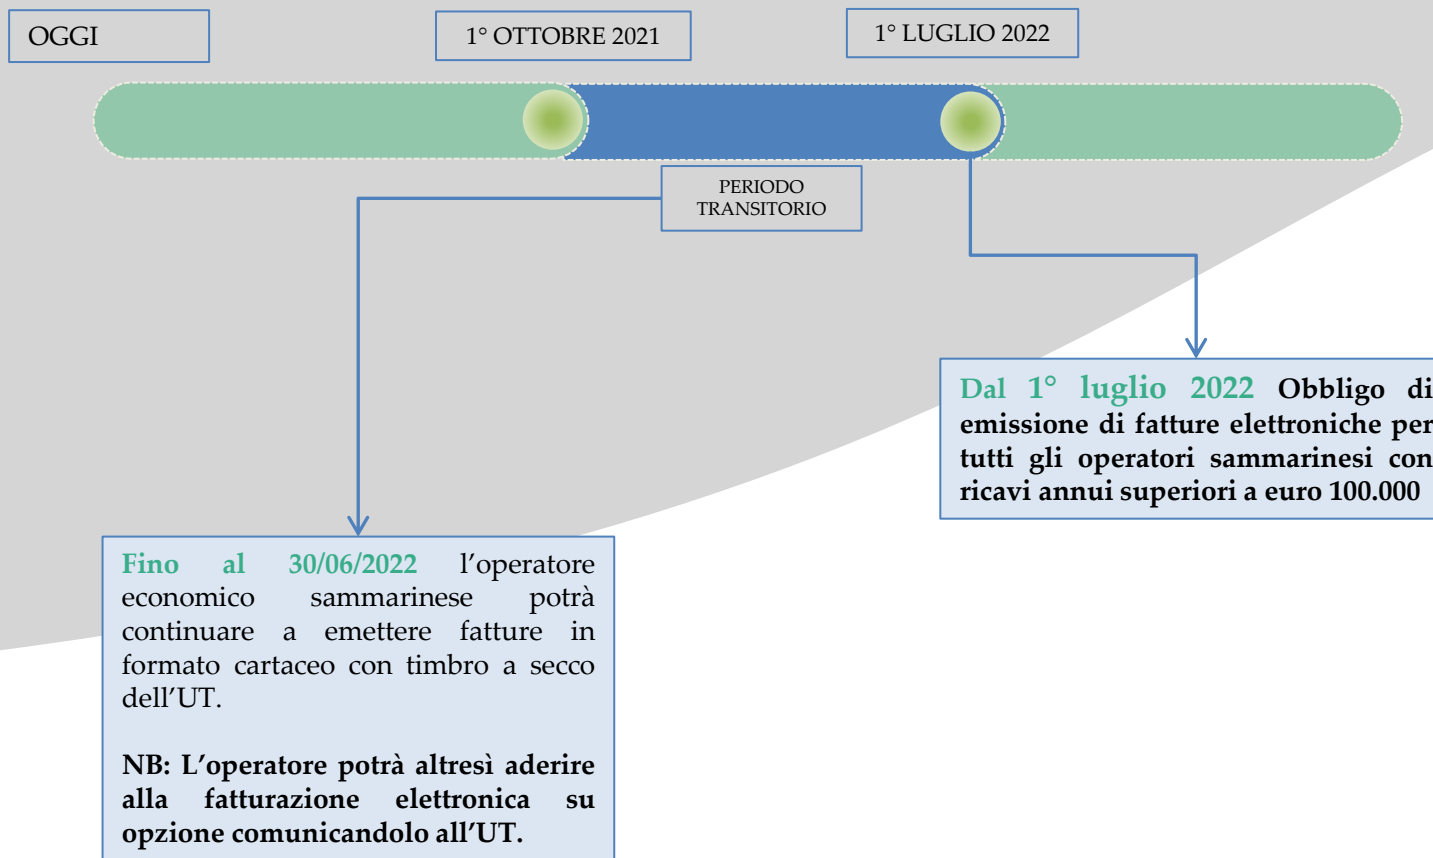 OGGI
1° OTTOBRE 2021
1° LUGLIO 2022
PERIODO
TRANSITORIO
Dal 1° luglio 2022 Obbligo di
emissione di fatture elettroniche per
tutti gli operatori sammarinesi con
ricavi annui superiori a euro 100.000
Fino al 30/06/2022 l’operatore
economico sammarinese potrà
continuare a emettere fatture in
formato cartaceo con timbro a secco
dell’UT.
NB: L’operatore potrà altresì aderire
alla fatturazione elettronica su
opzione comunicandolo all’UT.